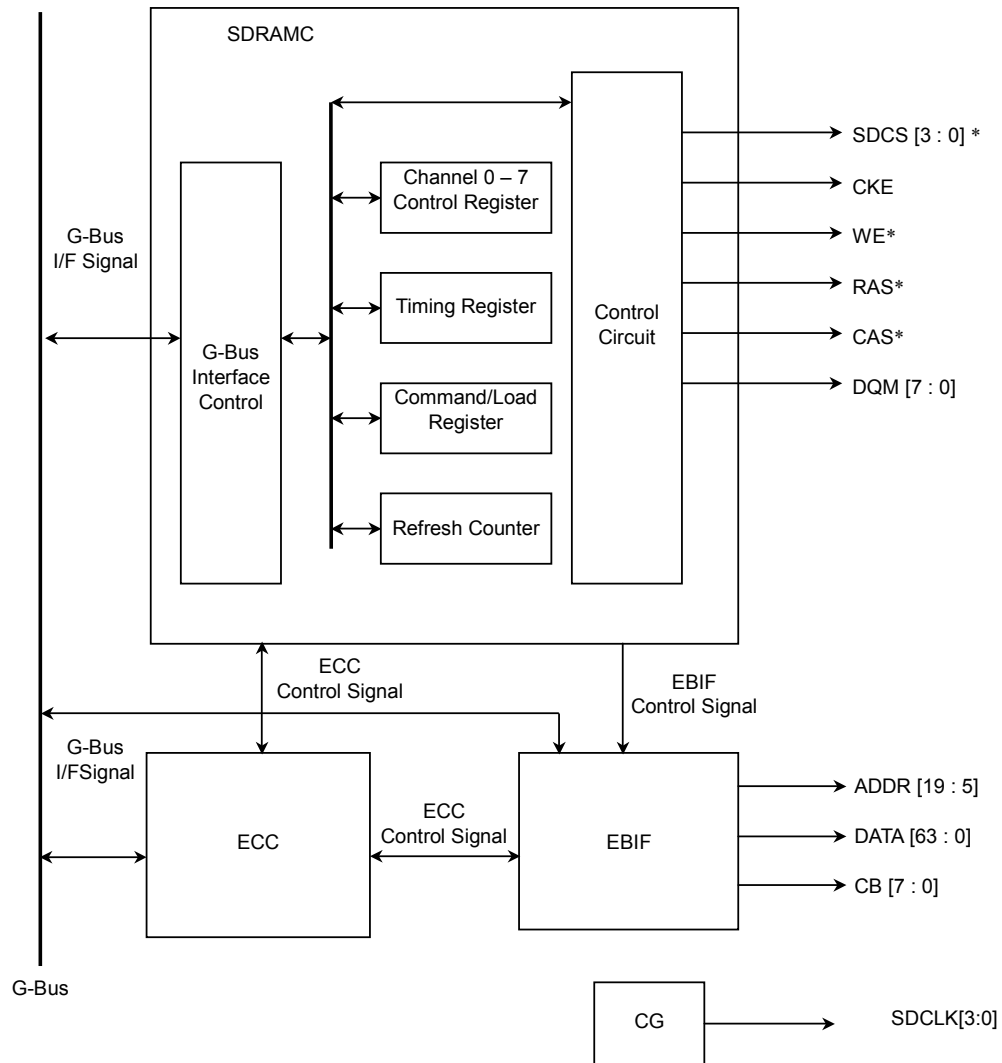 SDRAMC
G-Bus
I/F Signal
G-Bus
Interface
Control
Channel 0 – 7
Control Register
Timing Register
Command/Load
Register
Refresh Counter
Control
Circuit
SDCS [3 : 0] *
CKE
WE*
RAS*
CAS*
DQM [7 : 0]
ECC
Control Signal
EBIF
Control Signal
G-Bus
I/FSignal
ECC
ECC
Control Signal
EBIF
ADDR [19 : 5]
DATA [63 : 0]
CB [7 : 0]
G-Bus
CG
SDCLK[3:0]